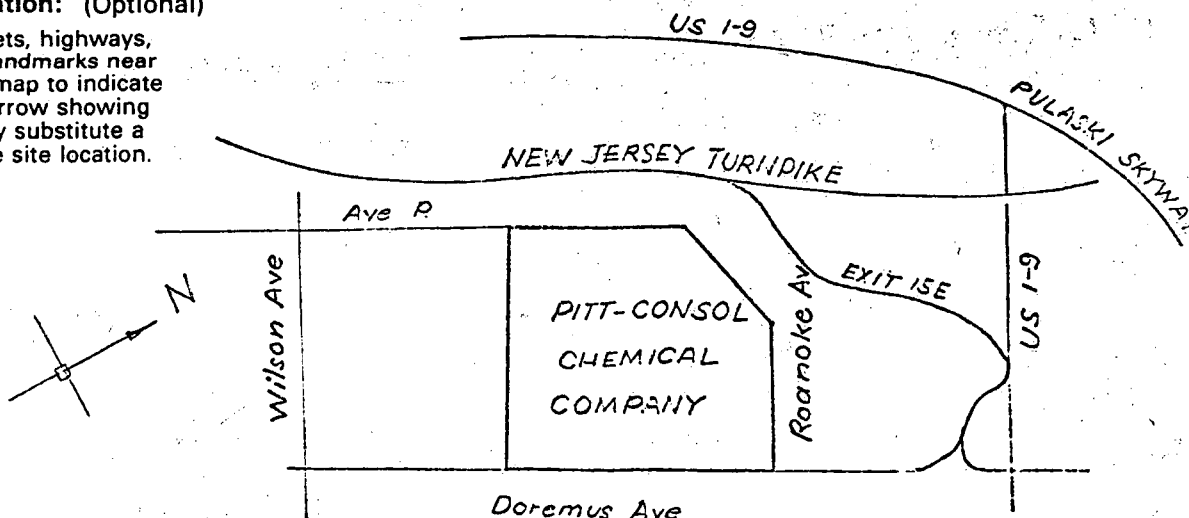 ation: (Optional)
ets, highways,
andmarks near
map to indicate
rrow showing
y substitute a
e site location.
US 1-9
PULASKI SKYWA
NEW JERSEY TURNPIKE
Ave P.
Wilson Ave
N
PITT-CONSOL
CHEMICAL
COMPANY
Roanoke Av
EXIT 15E
US 1-9
Doremus Ave